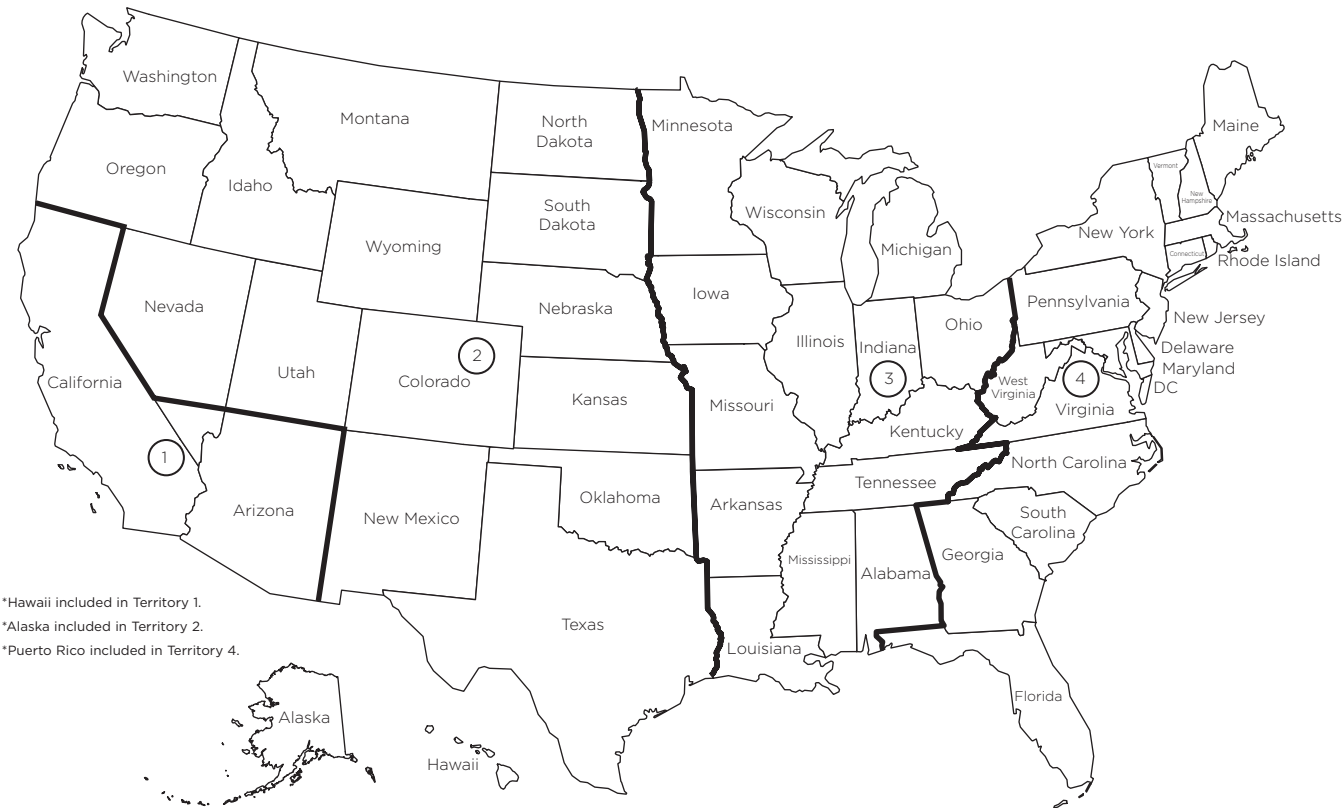 Washington
Montana
North
Dakota
Minnesota
Maine
Oregon
Idaho
Vermont
New
Hampshire
South
Dakota
Wisconsin
Massachusetts
New York
Wyoming
Michigan
Connecticut
Rhode Island
Nevada
Nebraska
Iowa
Pennsylvania
New Jersey
Ohio
Illinois
Indiana
Delaware
Maryland
DC
2
3
4
California
Utah
Colorado
Kansas
Missouri
West
Virginia
Virginia
Kentucky
1
North Carolina
Tennessee
Arizona
New Mexico
Oklahoma
Arkansas
South
Carolina
Mississippi
Alabama
Georgia
*Hawaii included in Territory 1.
*Alaska included in Territory 2.
*Puerto Rico included in Territory 4.
Texas
Louisiana
Florida
Alaska
Hawaii